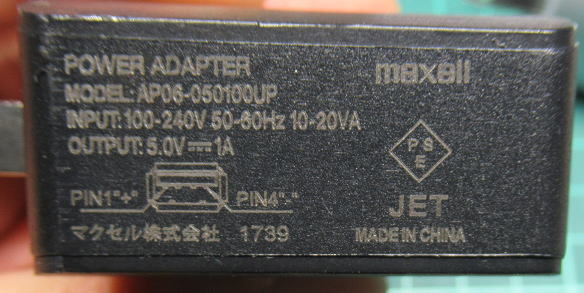 POWER ADAPTER
maxell
MODEL: AP06-050100UP
INPUT: 100-240V 50-60Hz 10-20VA
OUTPUT: 5.0V⎓1A
P S E
PIN1"+" PIN4"-"
JET
マクセル株式会社 1739
MADE IN CHINA